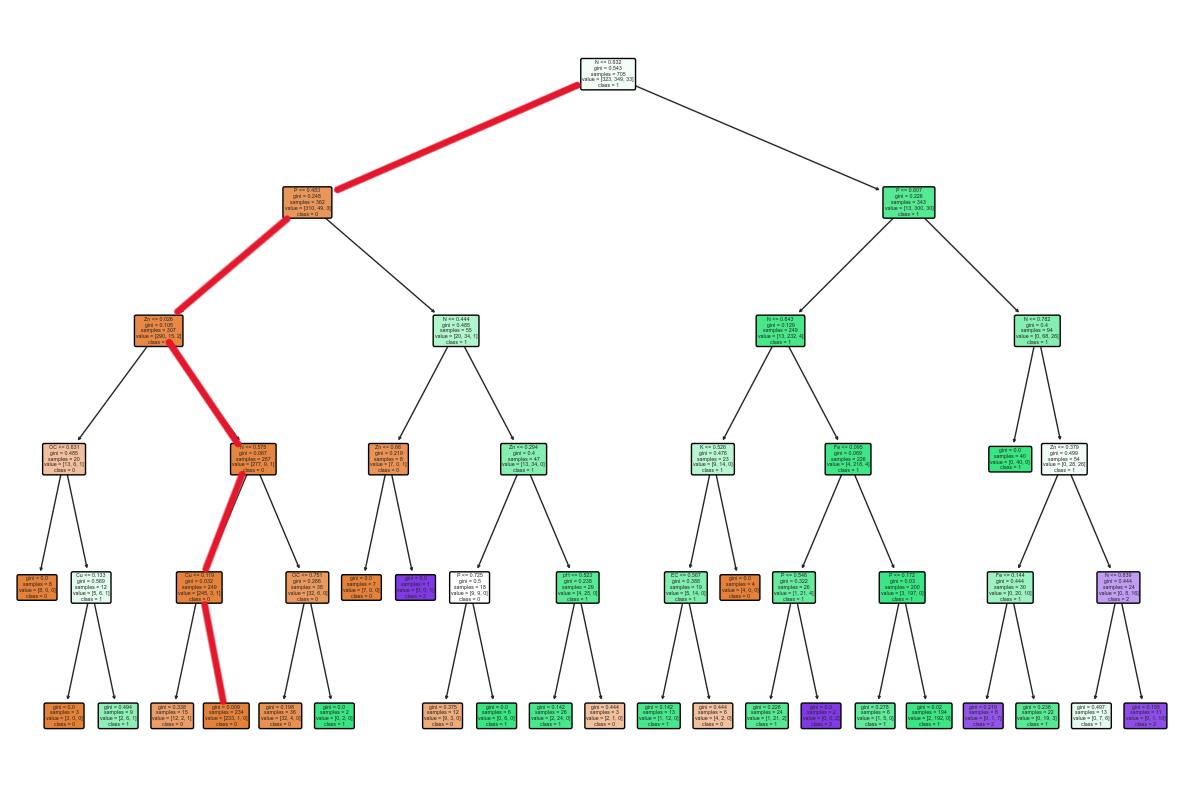 N <= 0.632
gini = 0.543
samples = 705
value = [323, 349, 33]
class = 1
P <= 0.483
gini = 0.248
samples = 362
value = [310, 49, 3]
class = 0
P <= 0.807
gini = 0.226
samples = 343
value = [13, 300, 30]
class = 1
Zn <= 0.026
gini = 0.105
samples = 307
value = [290, 15, 2]
class = 0
N <= 0.444
gini = 0.485
samples = 55
value = [20, 34, 1]
class = 1
N <= 0.643
gini = 0.129
samples = 249
value = [13, 232, 4]
class = 1
N <= 0.782
gini = 0.4
samples = 94
value = [0, 68, 26]
class = 1
OC <= 0.631
gini = 0.485
samples = 20
value = [13, 6, 1]
class = 0
<= 0.575
gini = 0.067
samples = 287
value = [277, 9, 1]
class = 0
Zn <= 0.66
gini = 0.219
samples = 8
value = [7, 0, 1]
class = 0
Zn <= 0.294
gini = 0.4
samples = 47
value = [13, 34, 0]
class = 1
K <= 0.526
gini = 0.476
samples = 23
value = [9, 14, 0]
class = 1
Fe <= 0.095
gini = 0.069
samples = 226
value = [4, 218, 4]
class = 1
gini = 0.0
samples = 40
value = [0, 40, 0]
class = 1
Zn <= 0.379
gini = 0.499
samples = 54
value = [0, 28, 26]
class = 1
gini = 0.0
samples = 8
value = [8, 0, 0]
class = 0
Cu <= 0.133
gini = 0.569
samples = 12
value = [5, 6, 1]
class = 1
Cu <= 0.119
gini = 0.032
samples = 249
value = [245, 3, 1]
class = 0
OC <= 0.751
gini = 0.266
samples = 38
value = [32, 6, 0]
class = 0
gini = 0.0
samples = 7
value = [7, 0, 0]
class = 0
gini = 0.0
samples = 1
value = [0, 0, 1]
class = 2
P <= 0.725
gini = 0.5
samples = 18
value = [9, 9, 0]
class = 0
pH <= 0.523
gini = 0.238
samples = 29
value = [4, 25, 0]
class = 1
EC <= 0.567
gini = 0.388
samples = 19
value = [5, 14, 0]
class = 1
gini = 0.0
samples = 4
value = [4, 0, 0]
class = 0
P <= 0.546
gini = 0.322
samples = 26
value = [1, 21, 4]
class = 1
P <= 0.172
gini = 0.03
samples = 200
value = [3, 197, 0]
class = 1
Fe <= 0.144
gini = 0.444
samples = 30
value = [0, 20, 10]
class = 1
N <= 0.839
gini = 0.444
samples = 24
value = [0, 8, 16]
class = 2
gini = 0.0
samples = 3
value = [3, 0, 0]
class = 0
gini = 0.494
samples = 9
value = [2, 6, 1]
class = 1
gini = 0.338
samples = 15
value = [12, 2, 1]
class = 0
gini = 0.009
samples = 234
value = [233, 1, 0]
class = 0
gini = 0.198
samples = 36
value = [32, 4, 0]
class = 0
gini = 0.0
samples = 2
value = [0, 2, 0]
class = 1
gini = 0.375
samples = 12
value = [9, 3, 0]
class = 0
gini = 0.0
samples = 6
value = [0, 6, 0]
class = 1
gini = 0.142
samples = 26
value = [2, 24, 0]
class = 1
gini = 0.444
samples = 3
value = [2, 1, 0]
class = 0
gini = 0.142
samples = 13
value = [1, 12, 0]
class = 1
gini = 0.444
samples = 6
value = [4, 2, 0]
class = 0
gini = 0.226
samples = 24
value = [1, 21, 2]
class = 1
gini = 0.0
samples = 2
value = [0, 0, 2]
class = 2
gini = 0.278
samples = 6
value = [1, 5, 0]
class = 1
gini = 0.02
samples = 194
value = [2, 192, 0]
class = 1
gini = 0.219
samples = 8
value = [0, 1, 7]
class = 2
gini = 0.236
samples = 22
value = [0, 19, 3]
class = 1
gini = 0.497
samples = 13
value = [0, 7, 6]
class = 1
gini = 0.165
samples = 11
value = [0, 1, 10]
class = 2